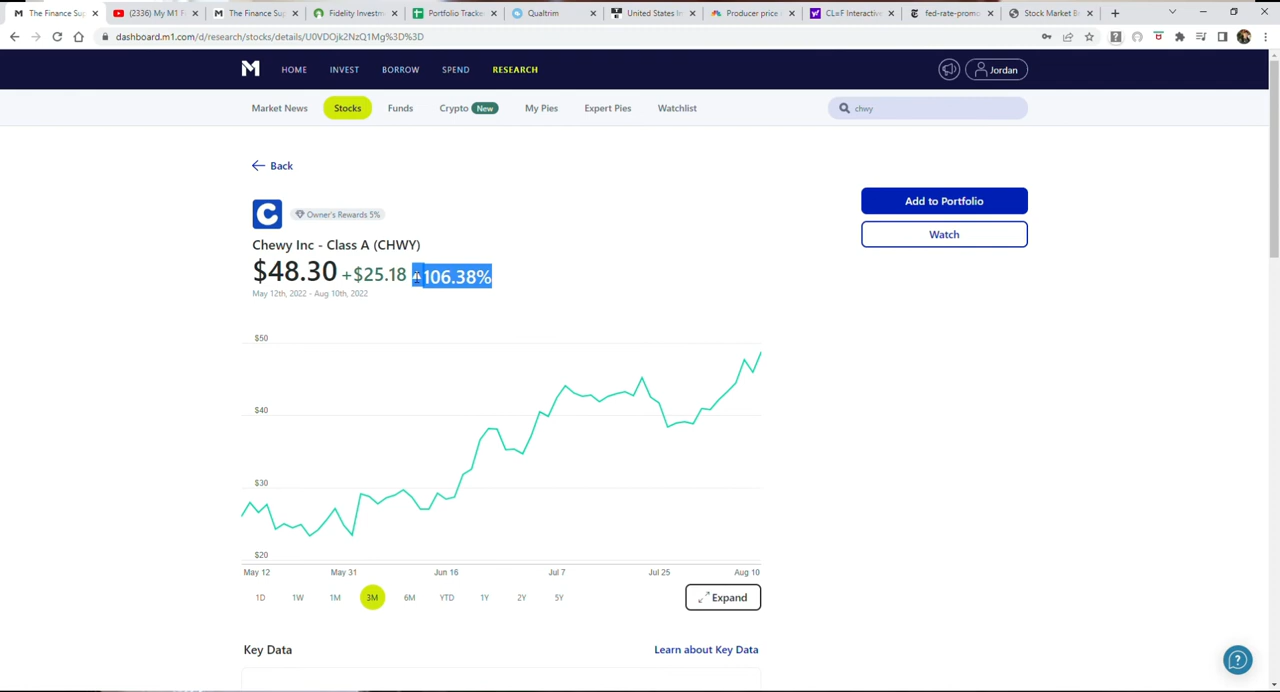 The Finance Sup
(2336) My M1 F
The Finance Sup
Fidelity Investm
Portfolio Tracke
Qualtrim
United States In
Producer price
CL=F Interactive
fed-rate-promo
Stock Market B
dashboard.m1.com/d/research/stocks/details/U0VDOjk2NzQ1Mg%3D%3D
HOME
INVEST
BORROW
SPEND
RESEARCH
Jordan
Market News
Stocks
Funds
Crypto New
My Pies
Expert Pies
Watchlist
chwy
Back
Add to Portfolio
Watch
C
Owner's Rewards 5%
Chewy Inc - Class A (CHWY)
$48.30 +$25.18 106.38%
May 12th, 2022 - Aug 10th, 2022
$50
$40
$30
$20
May 12
May 31
Jun 16
Jul 7
Jul 25
Aug 10
1D
1W
1M
3M
6M
YTD
1Y
2Y
5Y
Expand
Key Data
Learn about Key Data